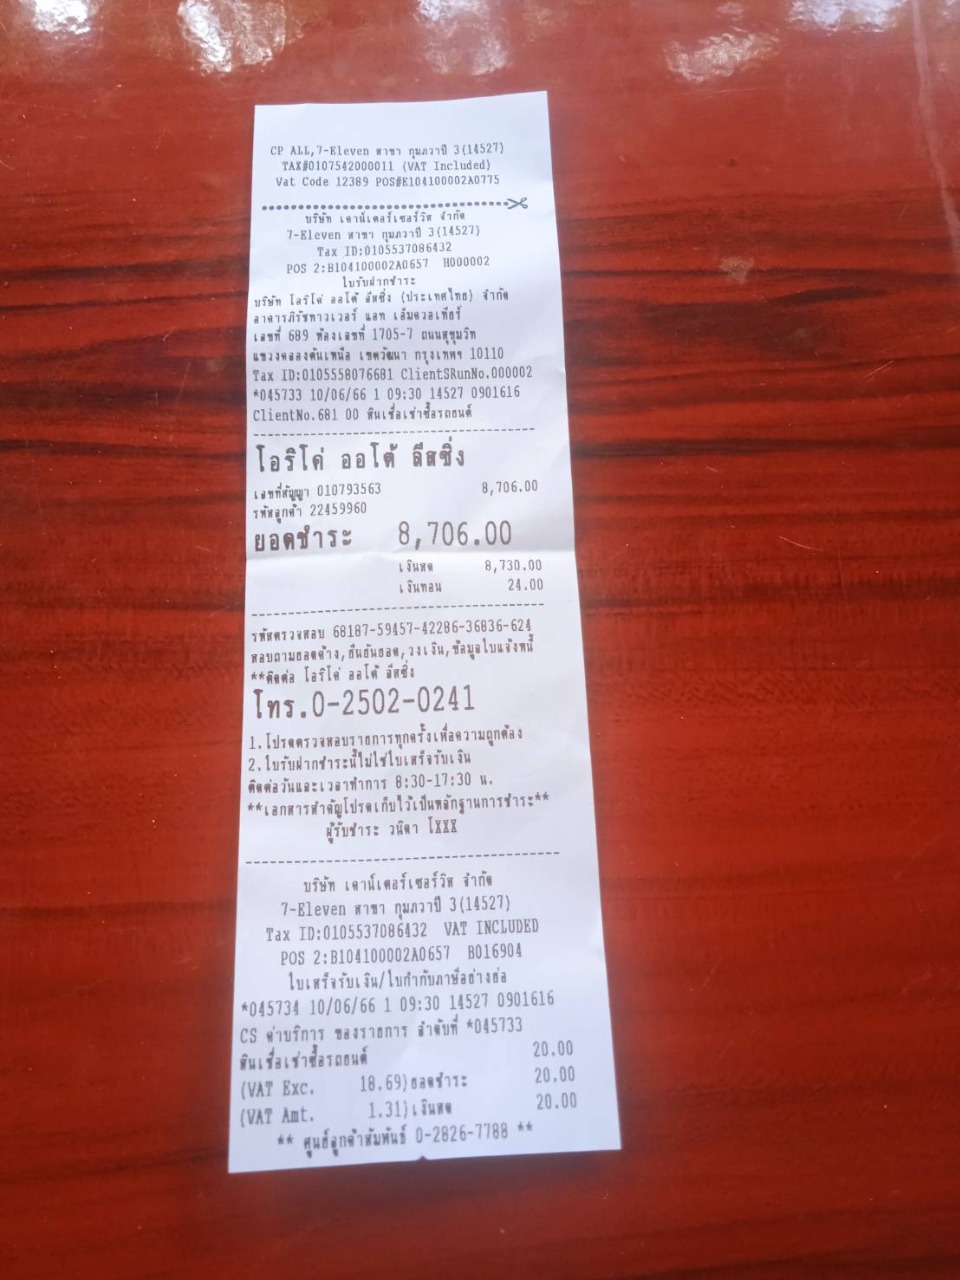 CP ALL,7-Eleven สาขา กุมภวาปี 3(14527)
TAX#0107542000011 (VAT Included)
Vat Code 12389 POS#E104100002A0775
บริษัท เคาน์เตอร์เซอร์วิส จำกัด
7-Eleven สาขา กุมภวาปี 3(14527)
Tax ID:0105537086432
POS 2:B104100002A0657 H000002
ใบรับฝากชำระ
บริษัท โอริโค่ ออโต้ ลีสซิ่ง (ประเทศไทย) จำกัด
อาคารภิรัชทาวเวอร์ แอท เอ็มควอเทียร์
เลขที่ 689 ห้องเลขที่ 1705-7 ถนนสุขุมวิท
แขวงคลองตันเหนือ เขตวัฒนา กรุงเทพฯ 10110
Tax ID:0105558076681 ClientSRunNo.000002
*045733 10/06/66 1 09:30 14527 0901616
ClientNo.681 00 สินเชื่อเช่าซื้อรถยนต์
โอริโค่ ออโต้ ลีสซิ่ง
เลขที่สัญญา 010793563 8,706.00
รหัสลูกค้า 22459960
ยอดชำระ 8,706.00
เงินสด 8,730.00
เงินทอน 24.00
รหัสตรวจสอบ 68187-59457-42286-36836-624
สอบถามยอดค้าง,ยืนยันยอด,วงเงิน,ข้อมูลใบแจ้งหนี้
**ติดต่อ โอริโค่ ออโต้ ลีสซิ่ง
โทร.0-2502-0241
1.โปรดตรวจสอบรายการทุกครั้งเพื่อความถูกต้อง
2.ใบรับฝากชำระนี้ไม่ใช่ใบเสร็จรับเงิน
ติดต่อวันและเวลาทำการ 8:30-17:30 น.
**เอกสารสำคัญโปรดเก็บไว้เป็นหลักฐานการชำระ**
ผู้รับชำระ วนิดา โXXX
บริษัท เคาน์เตอร์เซอร์วิส จำกัด
7-Eleven สาขา กุมภวาปี 3(14527)
Tax ID:0105537086432 VAT INCLUDED
POS 2:B104100002A0657 B016904
ใบเสร็จรับเงิน/ใบกำกับภาษีอย่างย่อ
*045734 10/06/66 1 09:30 14527 0901616
CS ค่าบริการ ของรายการ ลำดับที่ *045733
สินเชื่อเช่าซื้อรถยนต์ 20.00
(VAT Exc. 18.69)ยอดชำระ 20.00
(VAT Amt. 1.31)เงินสด 20.00
** ศูนย์ลูกค้าสัมพันธ์ 0-2826-7788 **